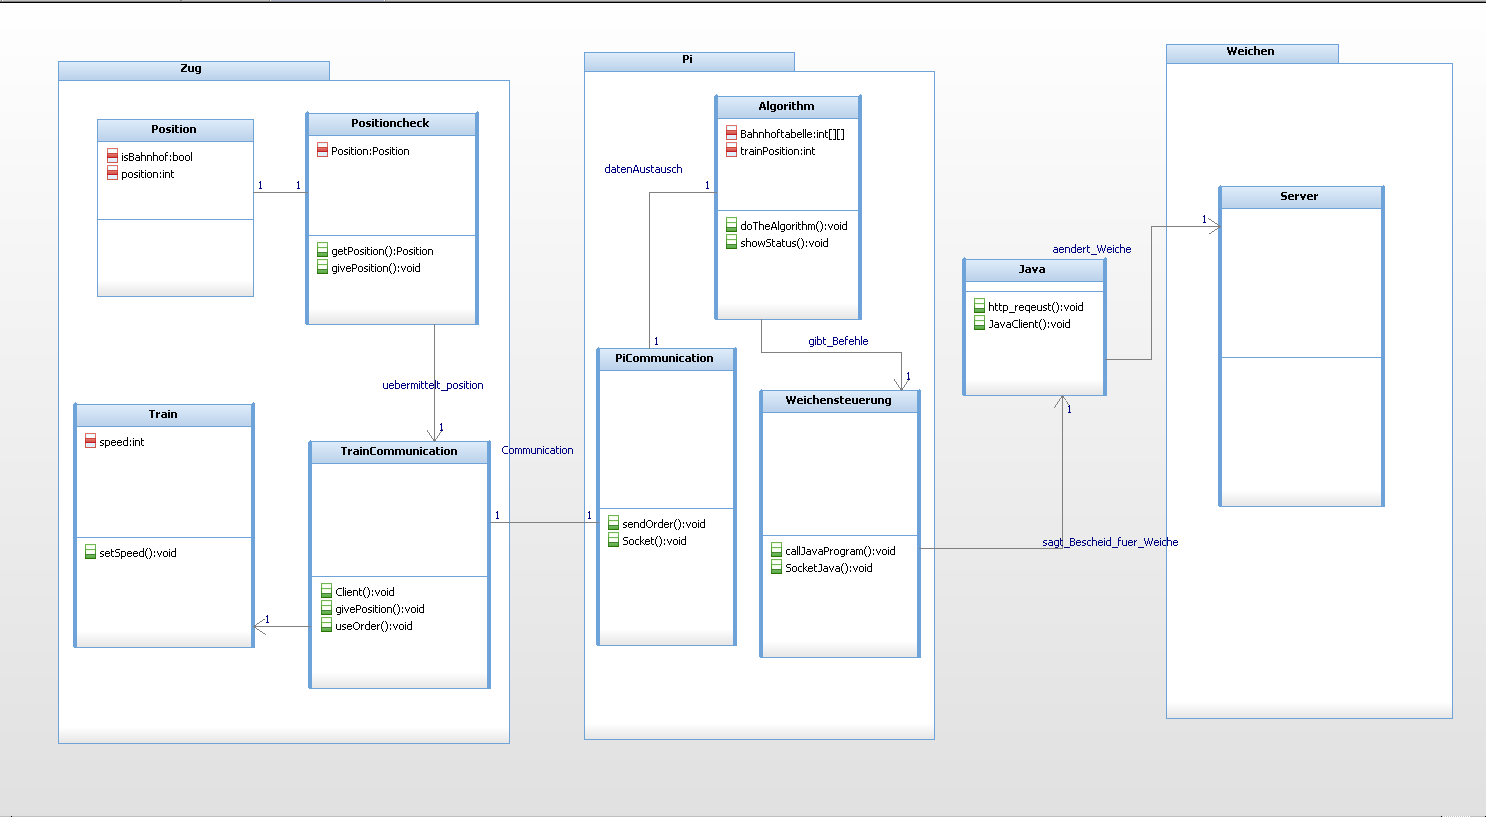 Zug
Position
isBahnhof:bool
position:int
1
1
Positioncheck
Position:Position
getPosition():Position
givePosition():void
uebermittelt_position
1
Train
speed:int
setSpeed():void
1
TrainCommunication
Client():void
givePosition():void
useOrder():void
Communication
1
1
Pi
Algorithm
Bahnhoftabelle:int[][]
trainPosition:int
doTheAlgorithm():void
showStatus():void
datenAustausch
1
1
gibt_Befehle
1
PiCommunication
sendOrder():void
Socket():void
Weichensteuerung
callJavaProgram():void
SocketJava():void
sagt_Bescheid_fuer_Weiche
1
Java
http_reqeust():void
JavaClient():void
aendert_Weiche
1
Weichen
Server